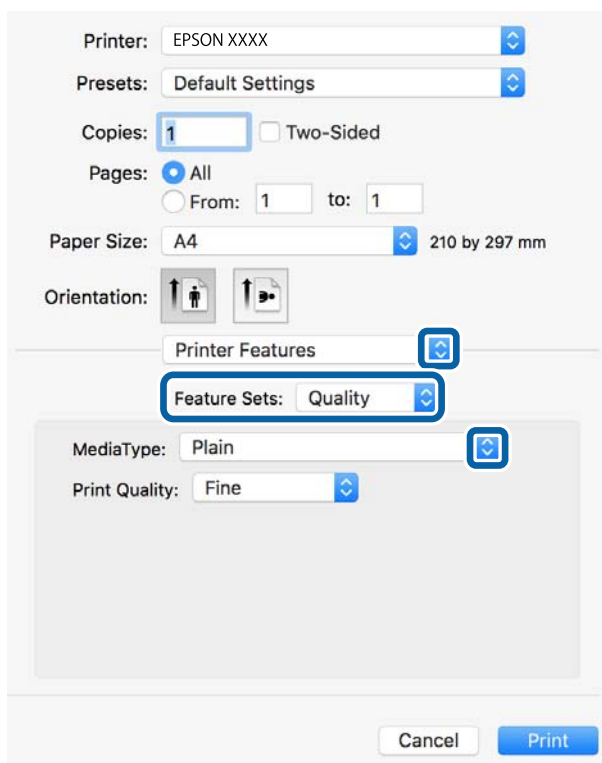 Printer: EPSON XXXX
Presets: Default Settings
Copies: 1 Two-Sided
Pages: All
From: 1 to: 1
Paper Size: A4 210 by 297 mm
Orientation:
Printer Features
Feature Sets: Quality
MediaType: Plain
Print Quality: Fine
Cancel Print